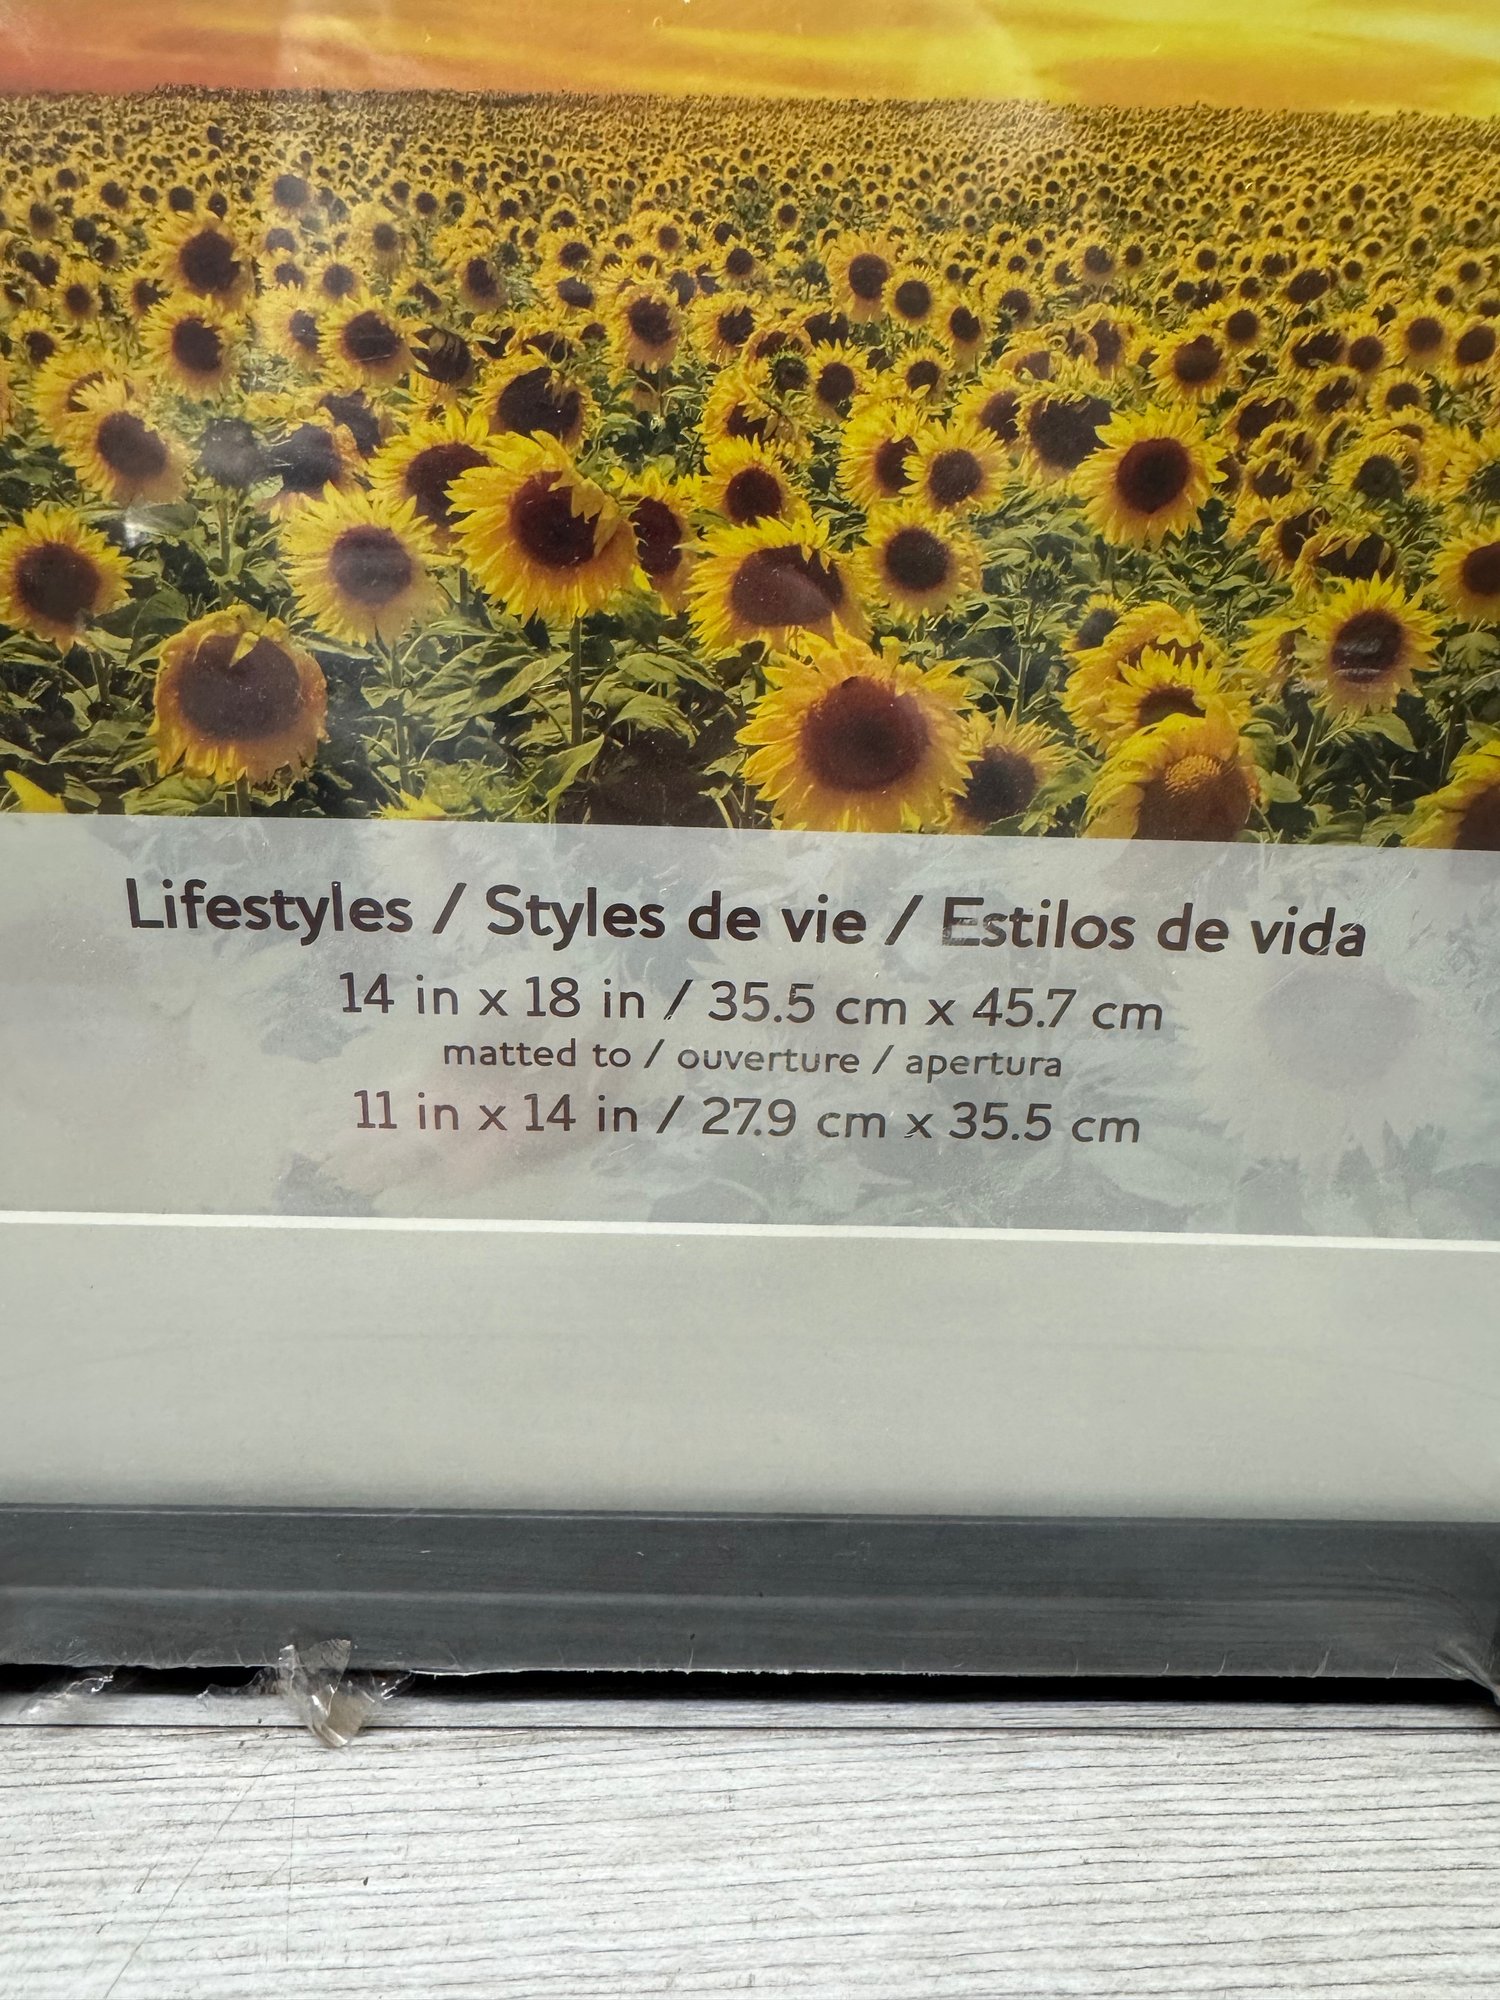 Lifestyles / Styles de vie / Estilos de vida
14 in x 18 in / 35.5 cm x 45.7 cm
matted to / ouverture / apertura
11 in x 14 in / 27.9 cm x 35.5 cm